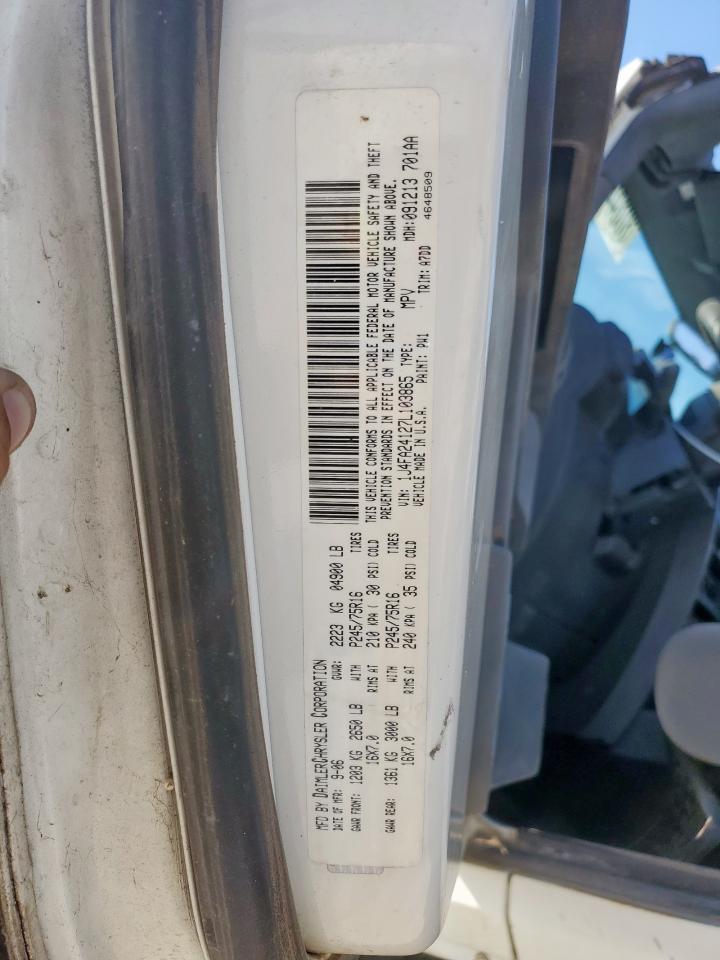 MFD BY DAIMLERCHRYSLER CORPORATION
DATE OF MFR: 9-06 GVWR: 2223 KG 04900 LB
GAWR FRONT: 1203 KG 2650 LB WITH P245/75R16 TIRES
16X7.0 RIMS AT 210 KPA ( 30 PSI) COLD
GAWR REAR: 1361 KG 3000 LB WITH P245/75R16 TIRES
16X7.0 RIMS AT 240 KPA ( 35 PSI) COLD
THIS VEHICLE CONFORMS TO ALL APPLICABLE FEDERAL MOTOR VEHICLE SAFETY AND THEFT
PREVENTION STANDARDS IN EFFECT ON THE DATE OF MANUFACTURE SHOWN ABOVE.
VIN: 1J4FA24127L103865 TYPE: MPV MDH:091213 701AA
VEHICLE MADE IN U.S.A. PAINT: PW1 TRIM: A7DD 4648509